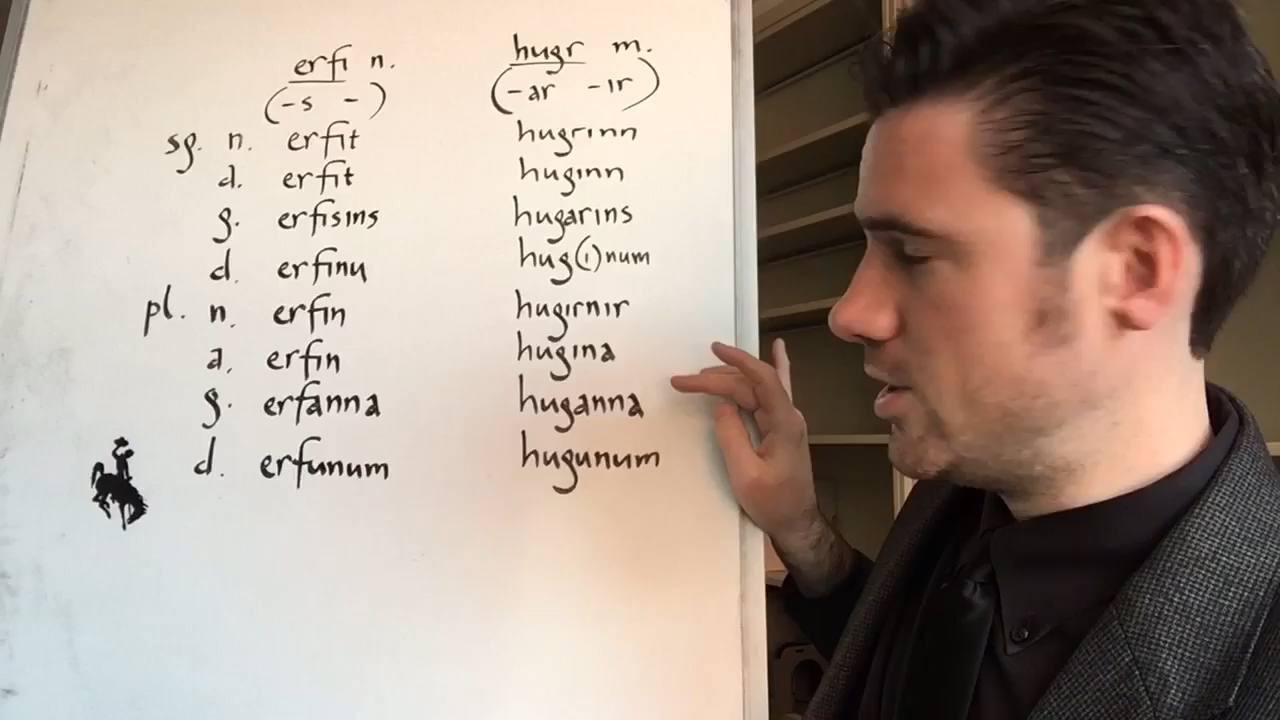 erfi n. hugr m.
(-s -) (-ar -ir)
sg. n. erfit hugrinn
d. erfit huginn
g. erfisins hugarins
d. erfinu hug(i)num
pl. n. erfin hugirnir
a. erfin hugina
g. erfanna huganna
d. erfunum hugunum